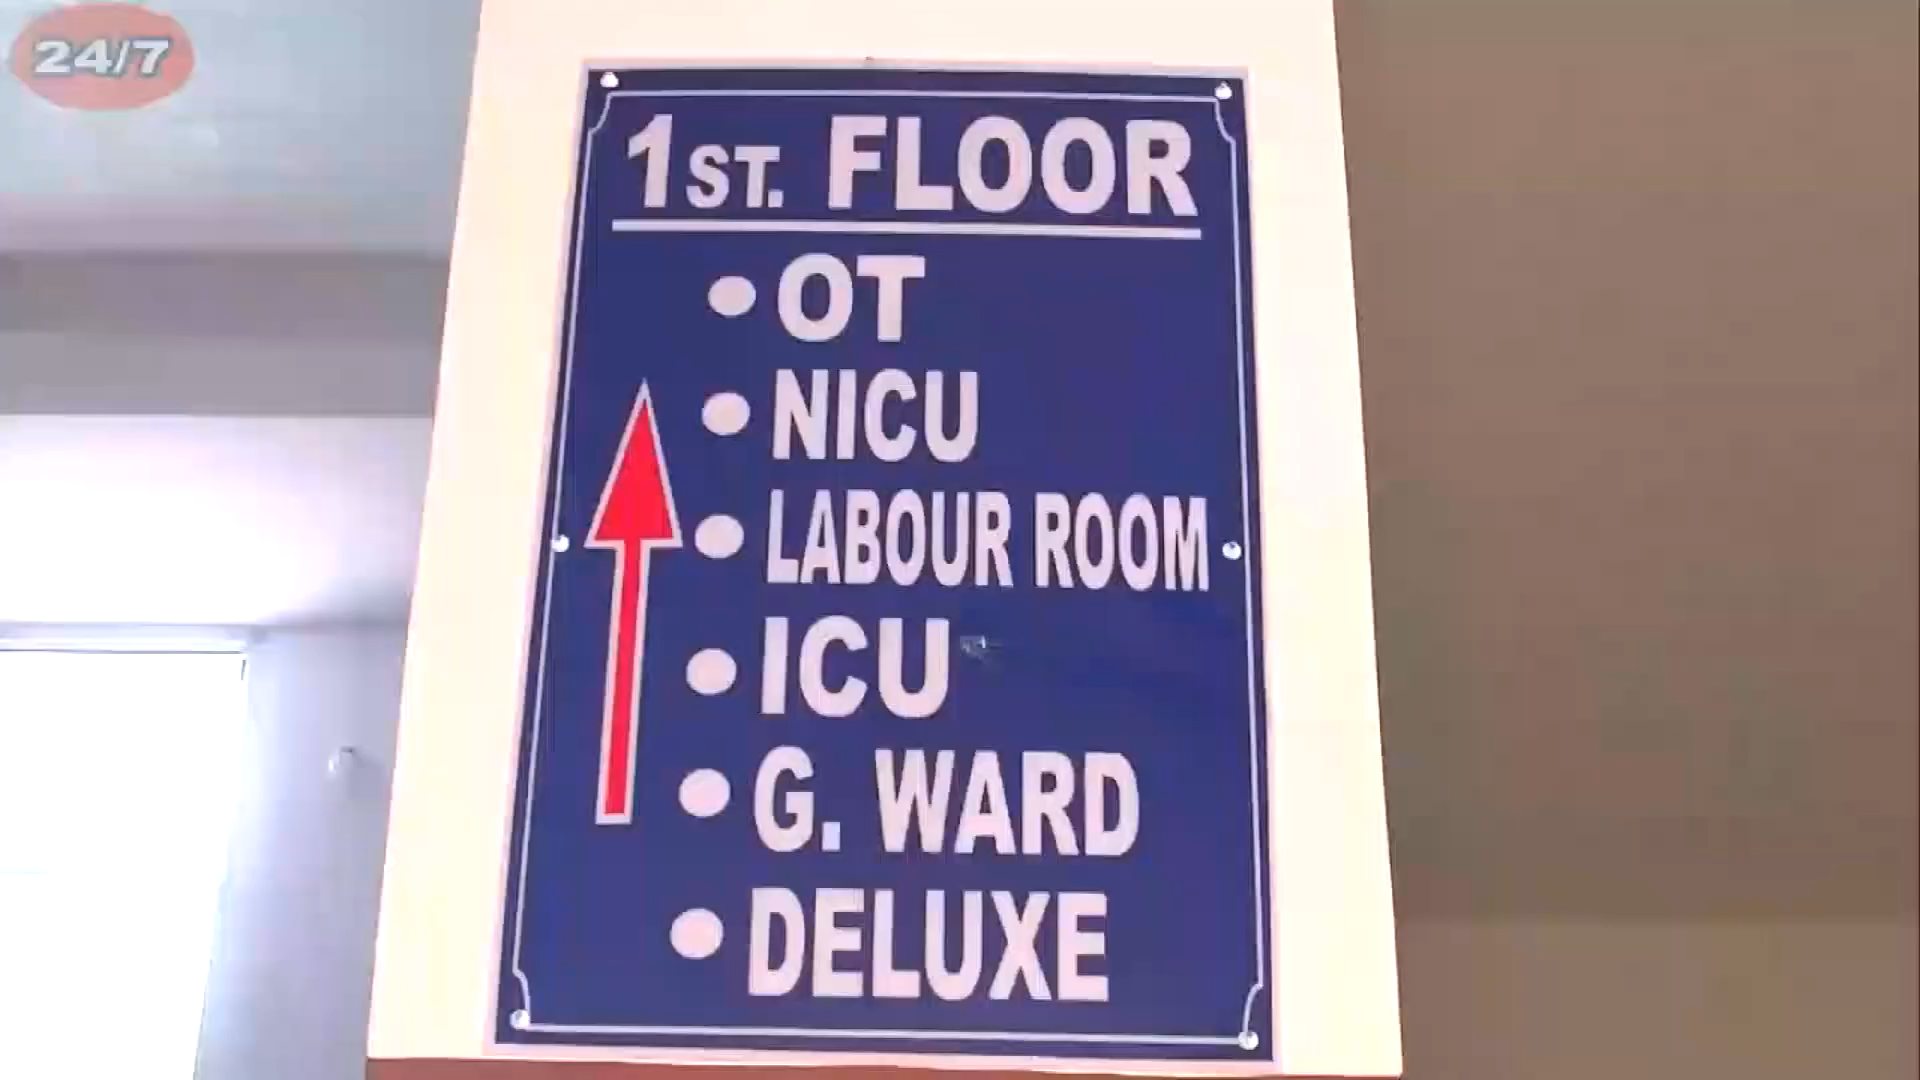 24/7
1ST. FLOOR
• OT
• NICU
• LABOUR ROOM
• ICU
• G. WARD
• DELUXE